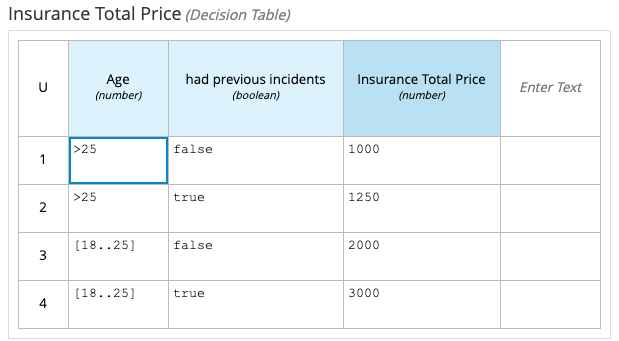 Insurance Total Price (Decision Table)
U Age (number) had previous incidents (boolean) Insurance Total Price (number) Enter Text
1 >25 false 1000
2 >25 true 1250
3 [18..25] false 2000
4 [18..25] true 3000